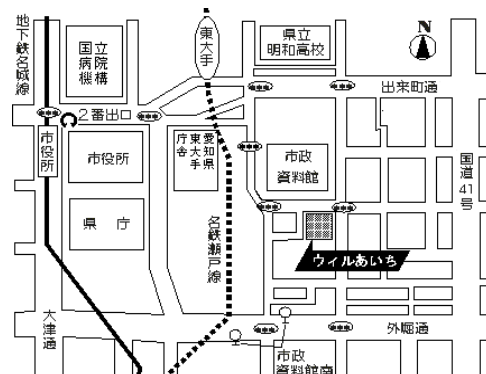 地下鉄名城線
国立
病院
機構
東大手
県立
明和高校
N
出来町通
2番出口
市役所
市役所
愛知県
東大手
庁舎
市政
資料館
国道41号
県 庁
名鉄瀬戸線
ウィルあいち
大津通
外堀通
市政
資料館南